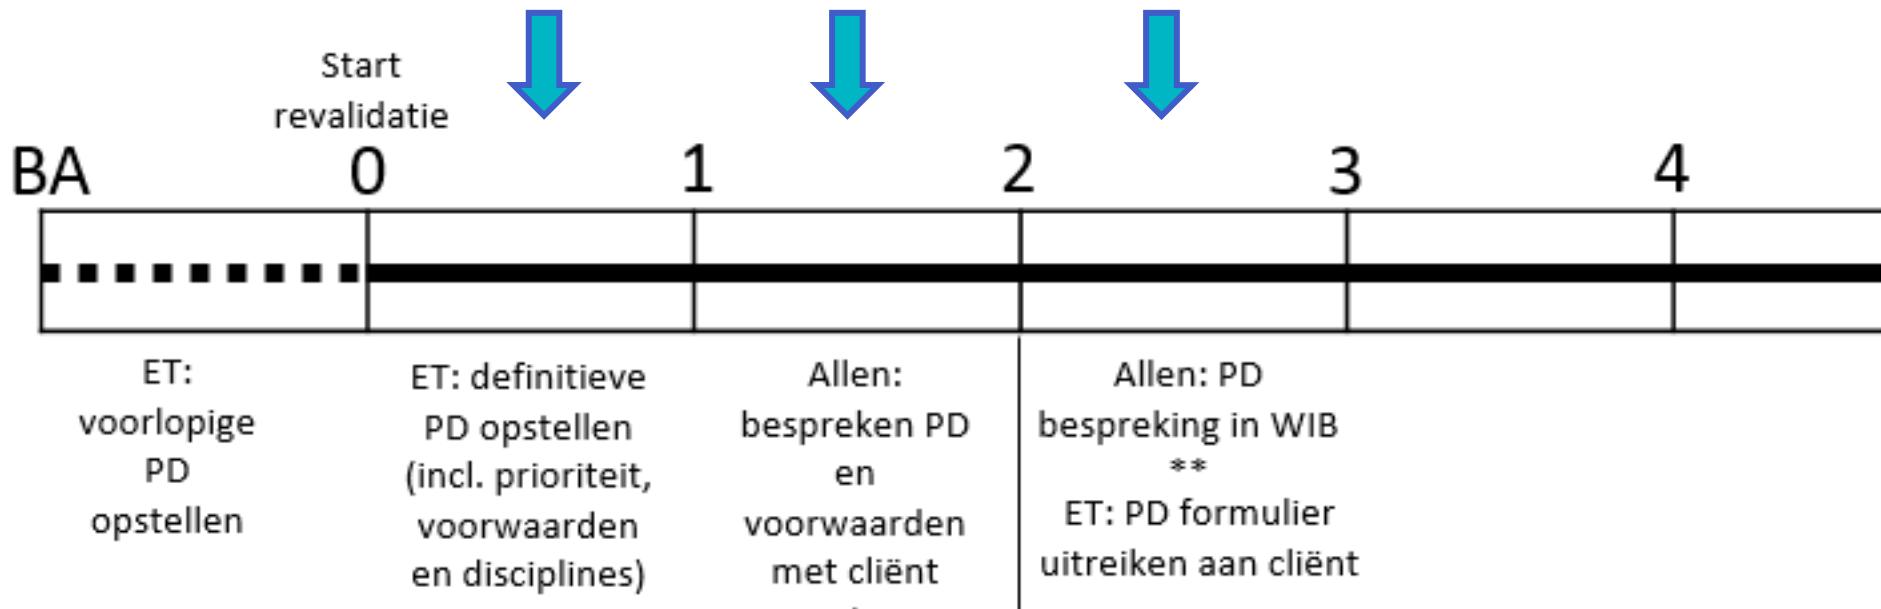 Start
revalidatie
BA 0 1 2 3 4
ET:
voorlopige
PD
opstellen
ET: definitieve
PD opstellen
(incl. prioriteit,
voorwaarden
en disciplines)
Allen:
bespreken PD
en
voorwaarden
met cliënt
Allen: PD
bespreking in WIB
**
ET: PD formulier
uitreiken aan cliënt